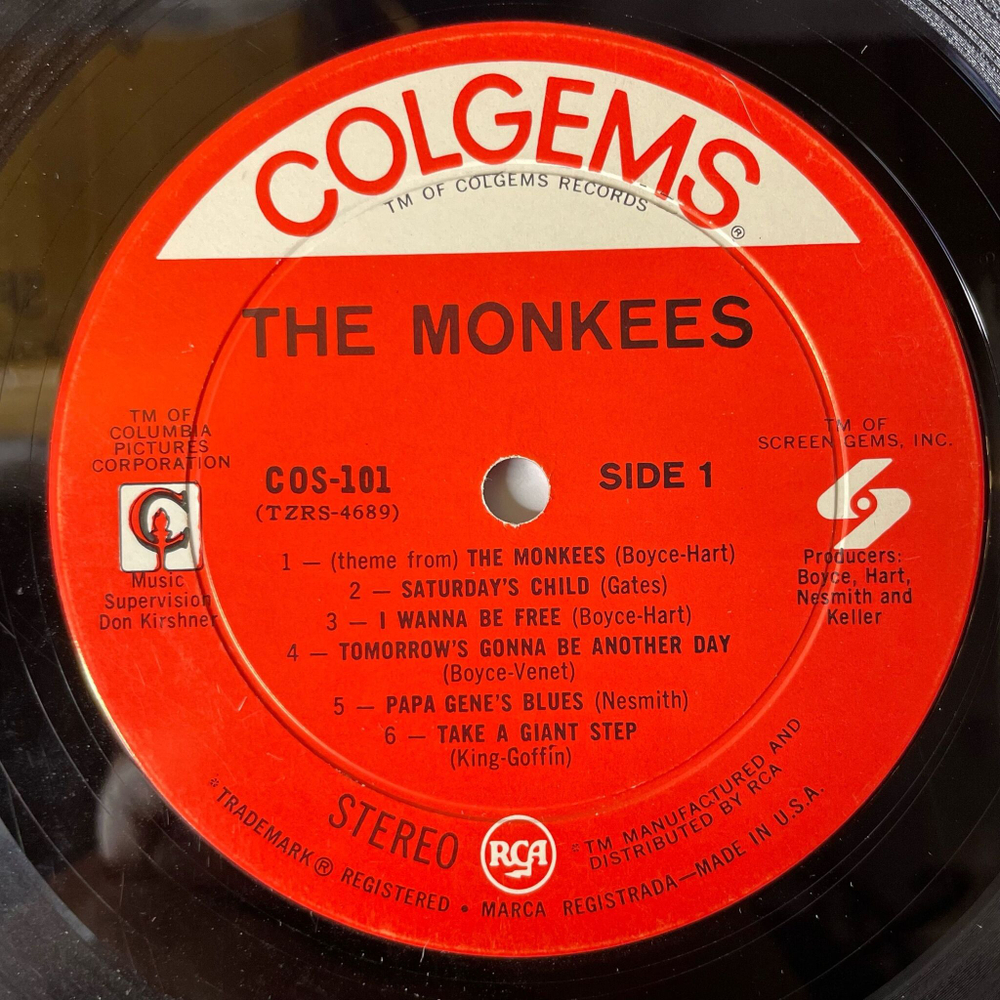 COLGEMS®
TM OF COLGEMS RECORDS
THE MONKEES
TM OF
COLUMBIA
PICTURES
CORPORATION
TM OF
SCREEN GEMS, INC.
COS-101
SIDE 1
(TZRS-4689)
1 — (theme from) THE MONKEES (Boyce-Hart)
2 — SATURDAY'S CHILD (Gates)
3 — I WANNA BE FREE (Boyce-Hart)
4 — TOMORROW'S GONNA BE ANOTHER DAY
(Boyce-Venet)
5 — PAPA GENE'S BLUES (Nesmith)
6 — TAKE A GIANT STEP
(King-Goffin)
Music
Supervision
Don Kirshner
Producers:
Boyce, Hart,
Nesmith and
Keller
STEREO
RCA
*TM MANUFACTURED AND
DISTRIBUTED BY RCA
*TRADEMARK ® REGISTERED • MARCA REGISTRADA—MADE IN U.S.A.